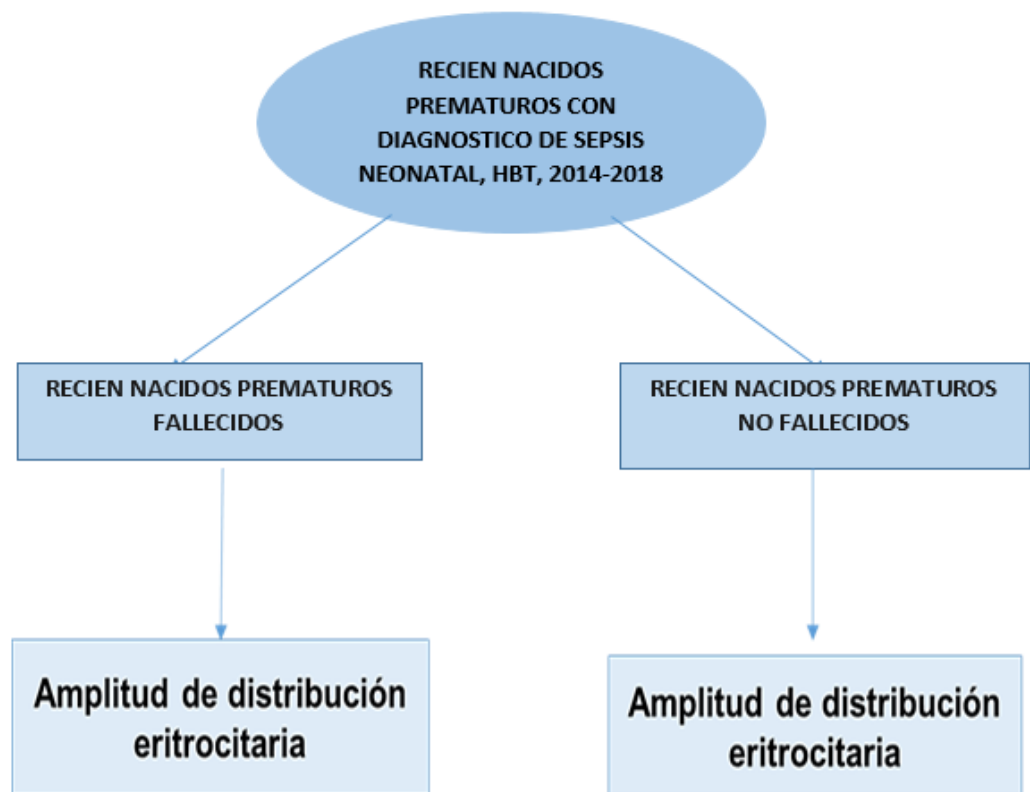 RECIEN NACIDOS
PREMATUROS CON
DIAGNOSTICO DE SEPSIS
NEONATAL, HBT, 2014-2018
RECIEN NACIDOS PREMATUROS
FALLECIDOS
RECIEN NACIDOS PREMATUROS
NO FALLECIDOS
Amplitud de distribución
eritrocitaria
Amplitud de distribución
eritrocitaria